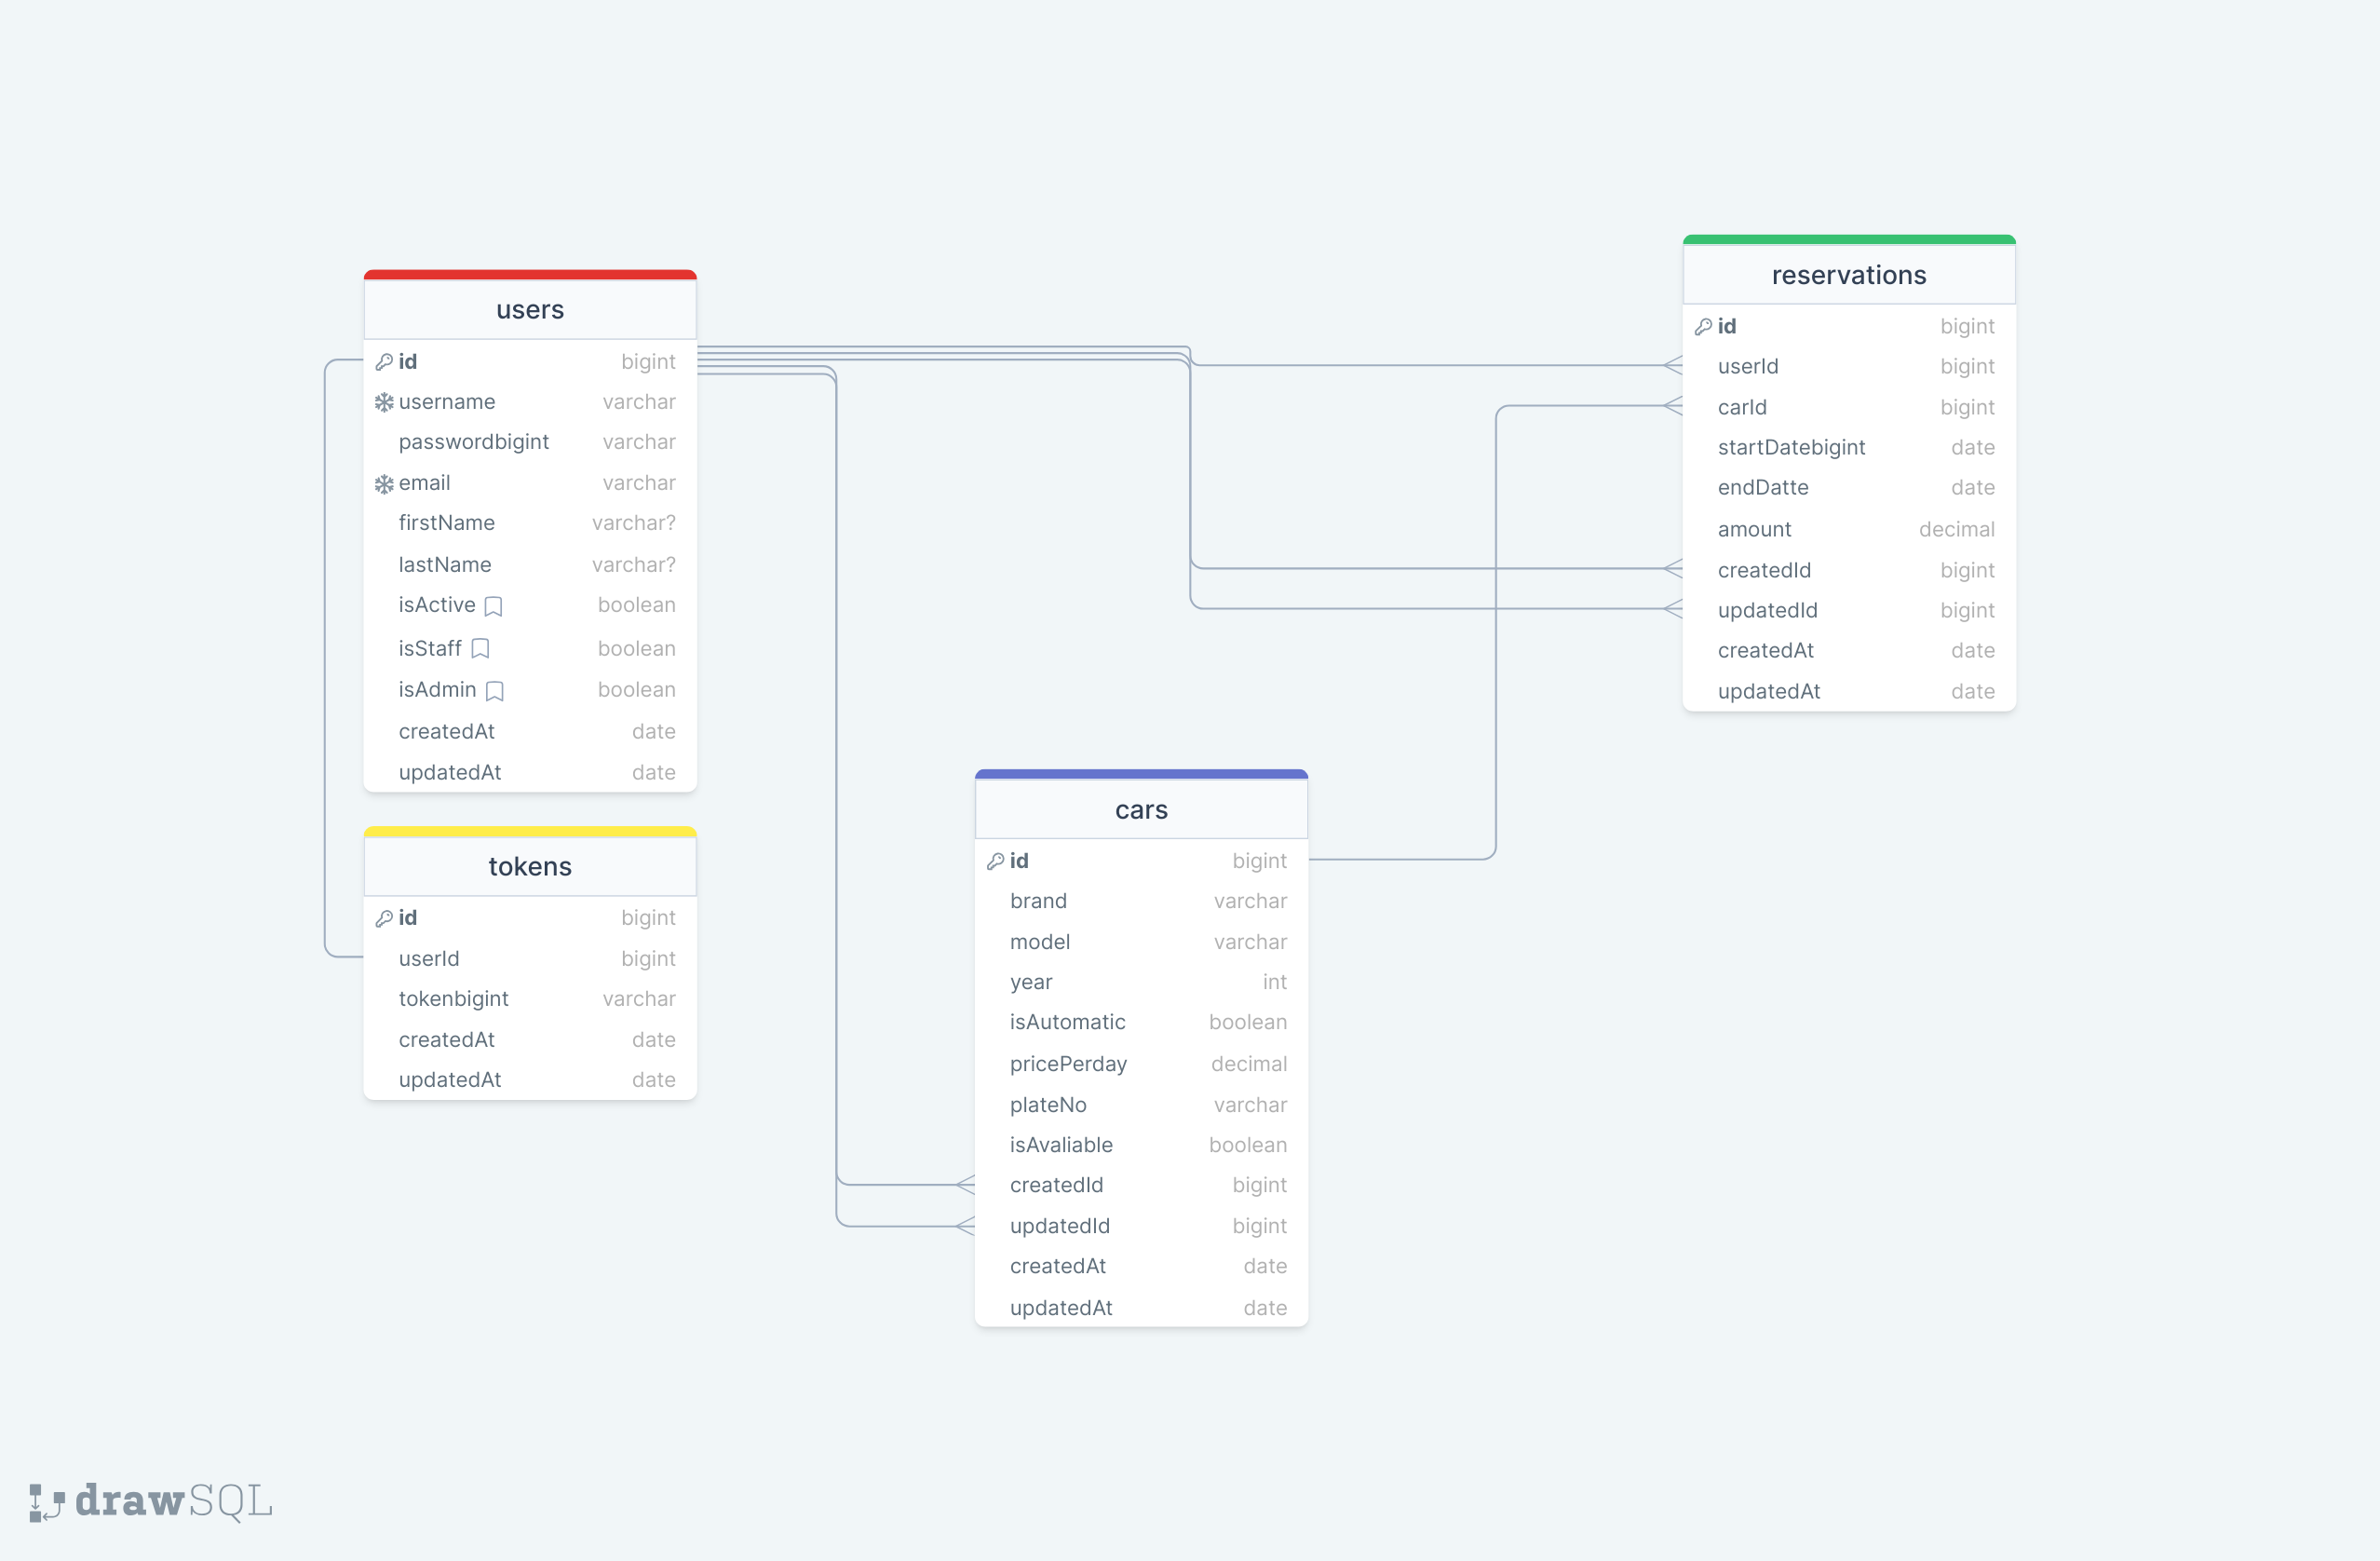 users
id bigint
username varchar
passwordbigint varchar
email varchar
firstName varchar?
lastName varchar?
isActive boolean
isStaff boolean
isAdmin boolean
createdAt date
updatedAt date
tokens
id bigint
userId bigint
tokenbigint varchar
createdAt date
updatedAt date
cars
id bigint
brand varchar
model varchar
year int
isAutomatic boolean
pricePerday decimal
plateNo varchar
isAvaliable boolean
createdId bigint
updatedId bigint
createdAt date
updatedAt date
reservations
id bigint
userId bigint
carId bigint
startDatebigint date
endDatte date
amount decimal
createdId bigint
updatedId bigint
createdAt date
updatedAt date
drawSQL